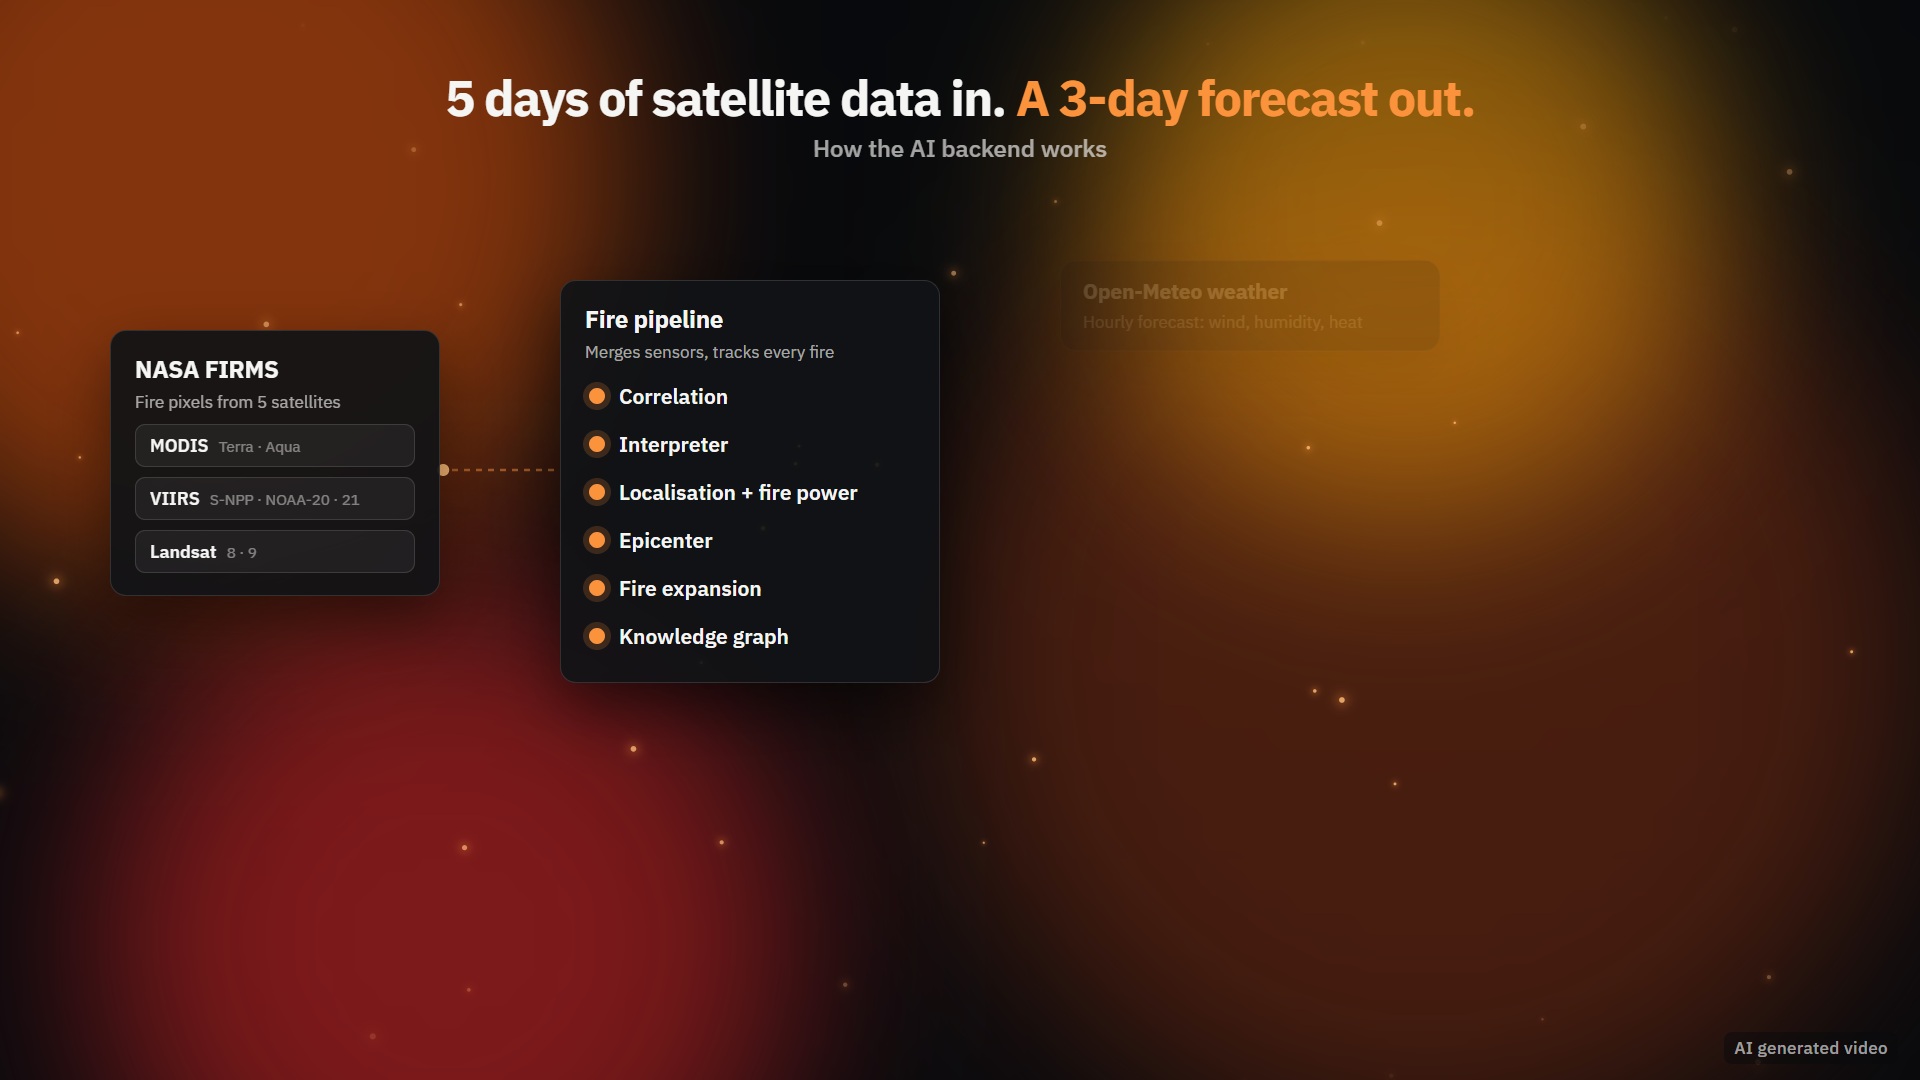 5 days of satellite data in. A 3-day forecast out.
How the AI backend works
NASA FIRMS
Fire pixels from 5 satellites
MODIS Terra · Aqua
VIIRS S-NPP · NOAA-20 · 21
Landsat 8 · 9
Fire pipeline
Merges sensors, tracks every fire
Correlation
Interpreter
Localisation + fire power
Epicenter
Fire expansion
Knowledge graph
Open-Meteo weather
Hourly forecast: wind, humidity, heat
AI generated video